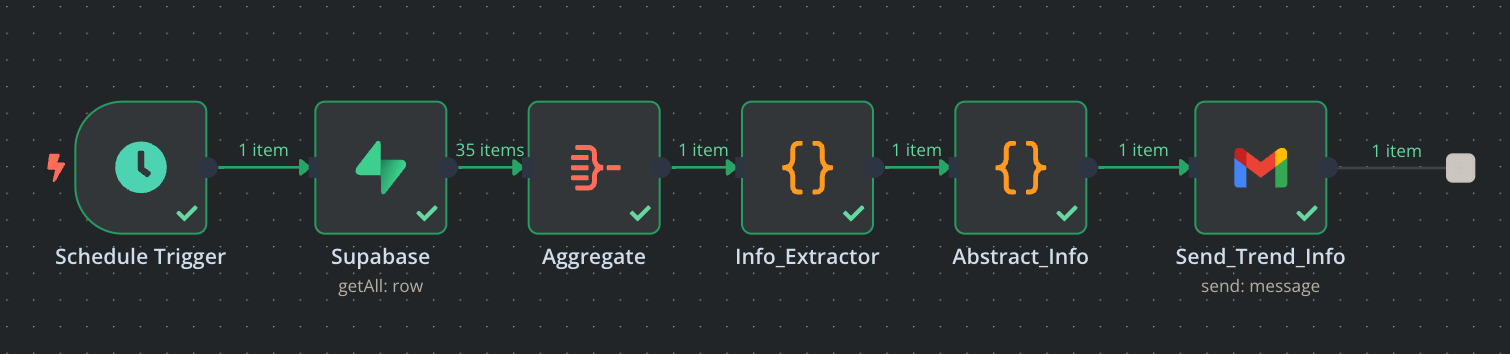 1 item
35 items
1 item
1 item
1 item
1 item
Schedule Trigger
Supabase
getAll: row
Aggregate
Info_Extractor
Abstract_Info
Send_Trend_Info
send: message